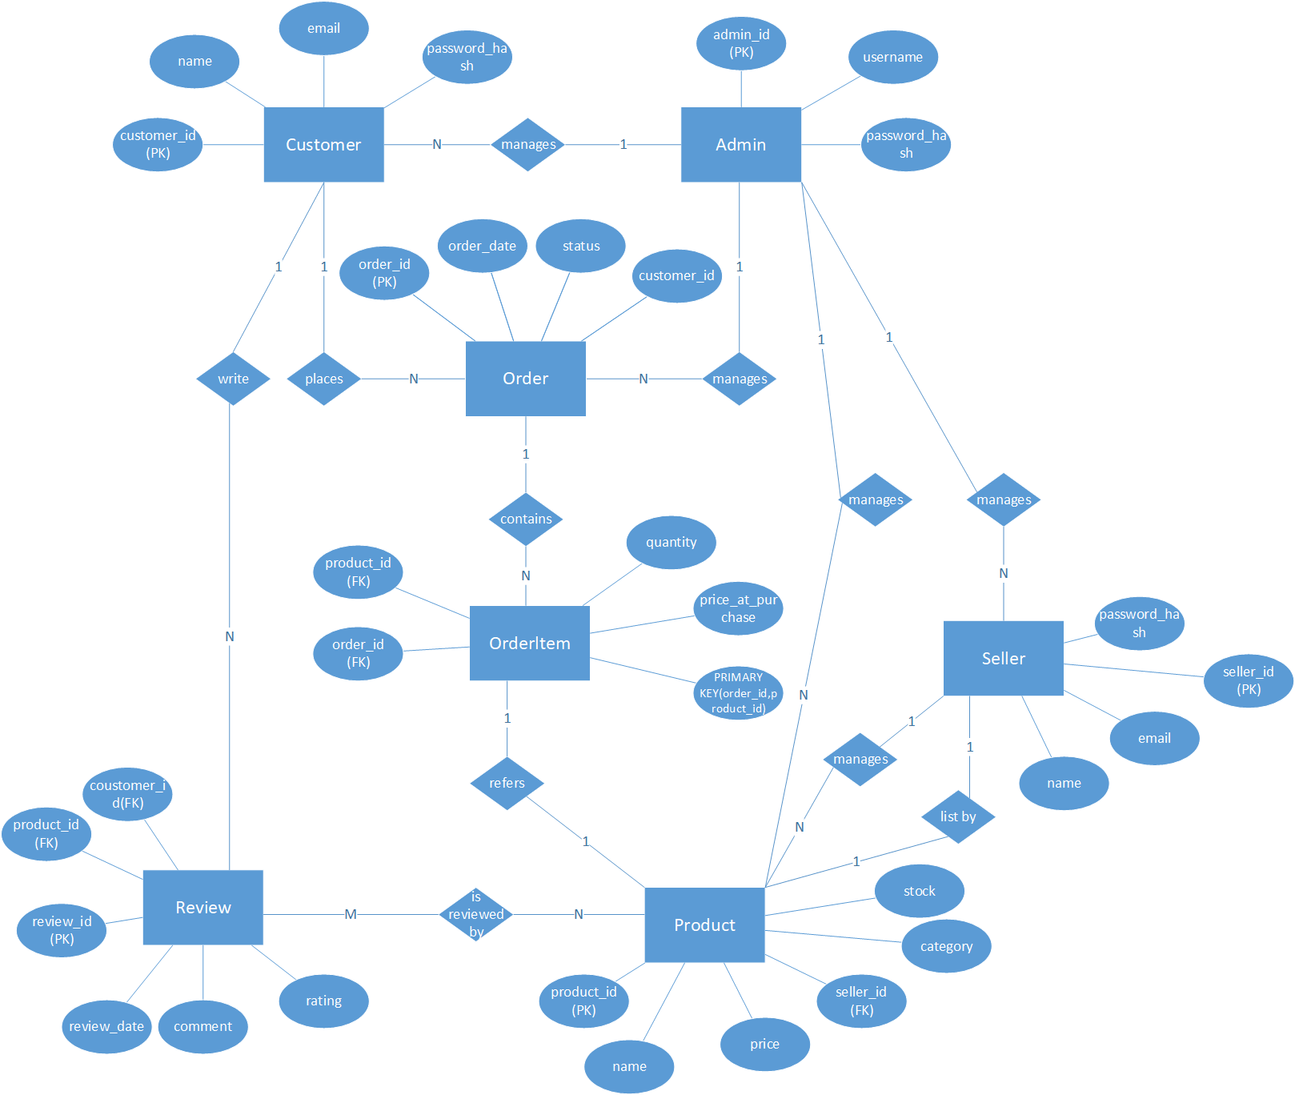 email
admin_id
(PK)
name
password_ha
sh
username
customer_id
(PK)
Customer
N
manages
1
Admin
password_ha
sh
order_date
status
order_id
(PK)
customer_id
1
1
1
1
1
write
places
N
Order
N
manages
1
contains
manages
manages
N
N
quantity
product_id
(FK)
price_at_pur
chase
order_id
(FK)
OrderItem
PRIMARY
KEY(order_id,p
roduct_id)
N
password_ha
sh
Seller
seller_id
(PK)
email
name
N
1
1
1
manages
refers
list by
N
1
1
coustomer_i
d(FK)
product_id
(FK)
review_id
(PK)
Review
M
is
reviewed
by
N
Product
stock
category
review_date
comment
rating
product_id
(PK)
name
price
seller_id
(FK)